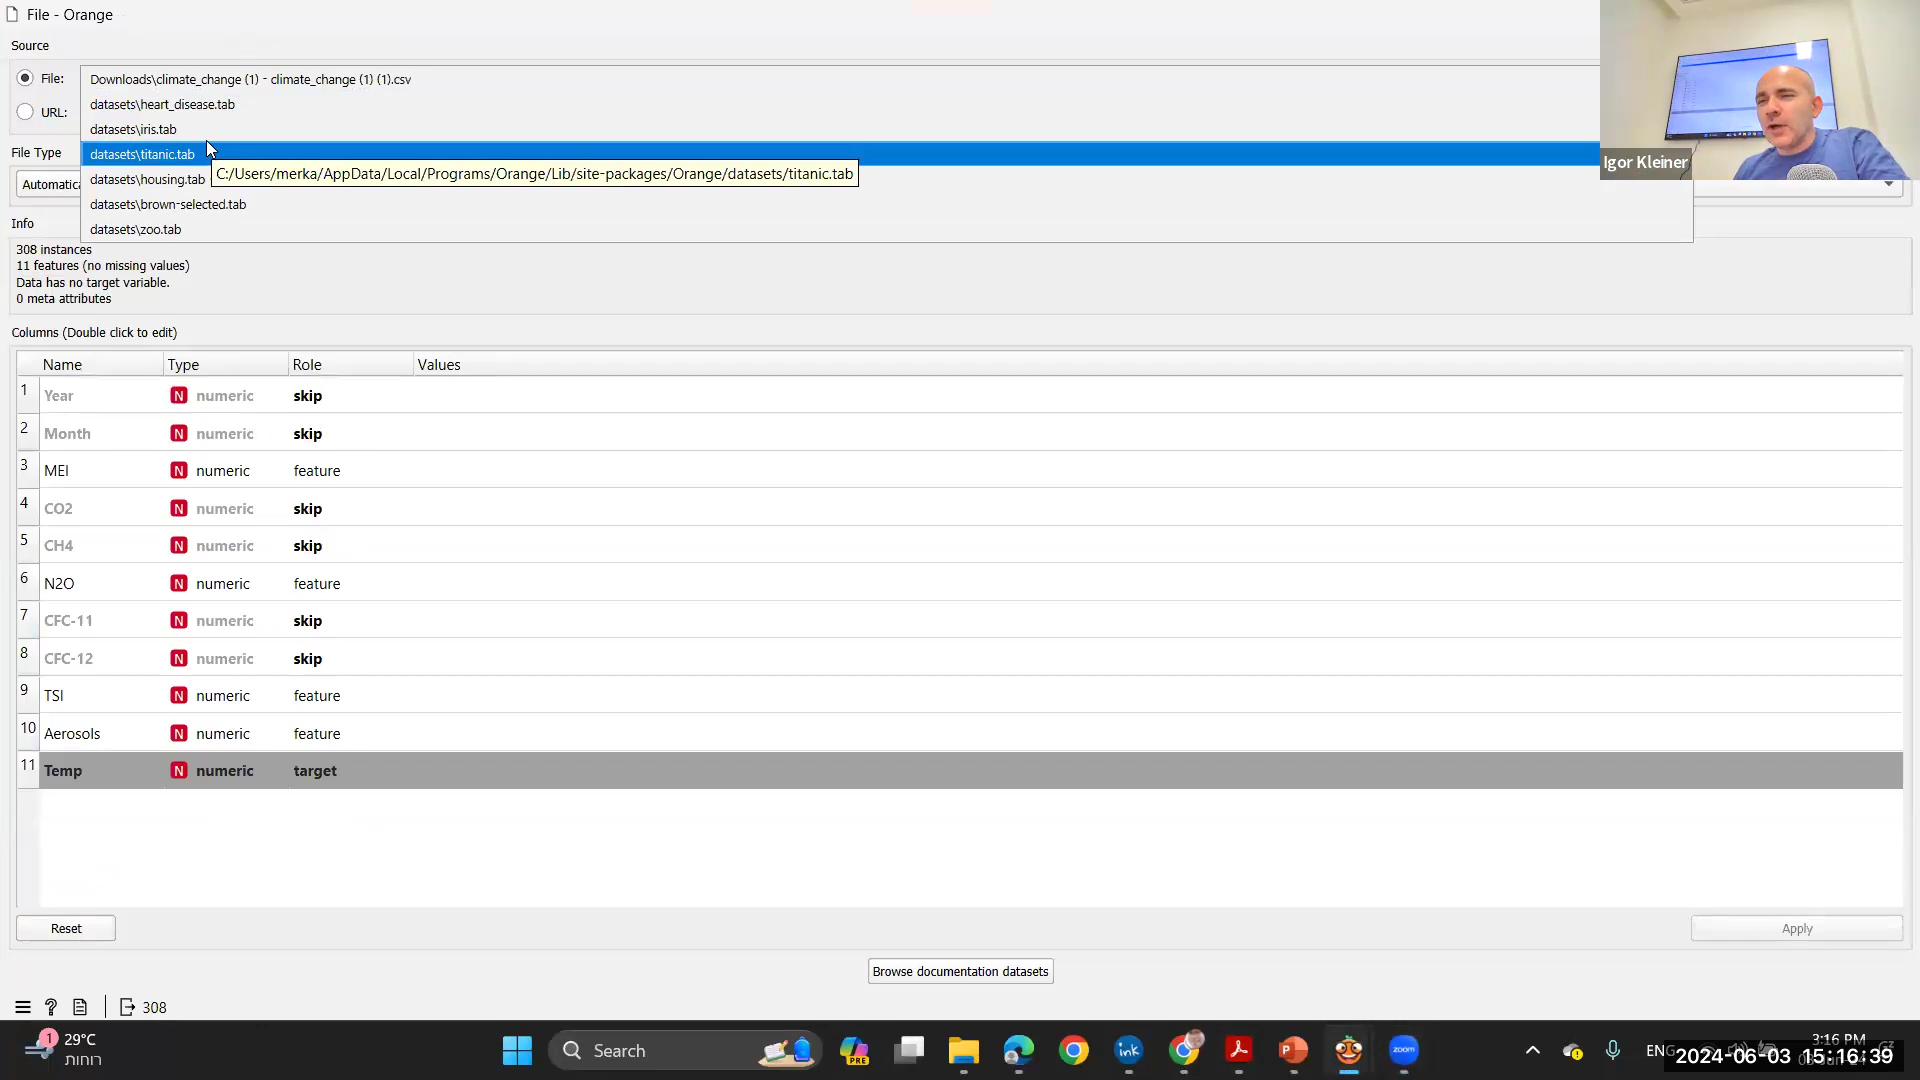 File - Orange
Source
File:
Downloads\climate_change (1) - climate_change (1) (1).csv
datasets\heart_disease.tab
URL:
datasets\iris.tab
File Type
datasets\titanic.tab
C:/Users/merka/AppData/Local/Programs/Orange/Lib/site-packages/Orange/datasets/titanic.tab
Igor Kleiner
datasets\housing.tab
datasets\brown-selected.tab
Info
datasets\zoo.tab
308 instances
11 features (no missing values)
Data has no target variable.
0 meta attributes
Columns (Double click to edit)
Name Type Role Values
1 Year N numeric skip
2 Month N numeric skip
3 MEI N numeric feature
4 CO2 N numeric skip
5 CH4 N numeric skip
6 N2O N numeric feature
7 CFC-11 N numeric skip
8 CFC-12 N numeric skip
9 TSI N numeric feature
10 Aerosols N numeric feature
11 Temp N numeric target
Reset
Apply
Browse documentation datasets
308
1
29°C
רוחות
Search
PRE
ink
zoom
ENG
3:16 PM
2024-06-03 15:16:39